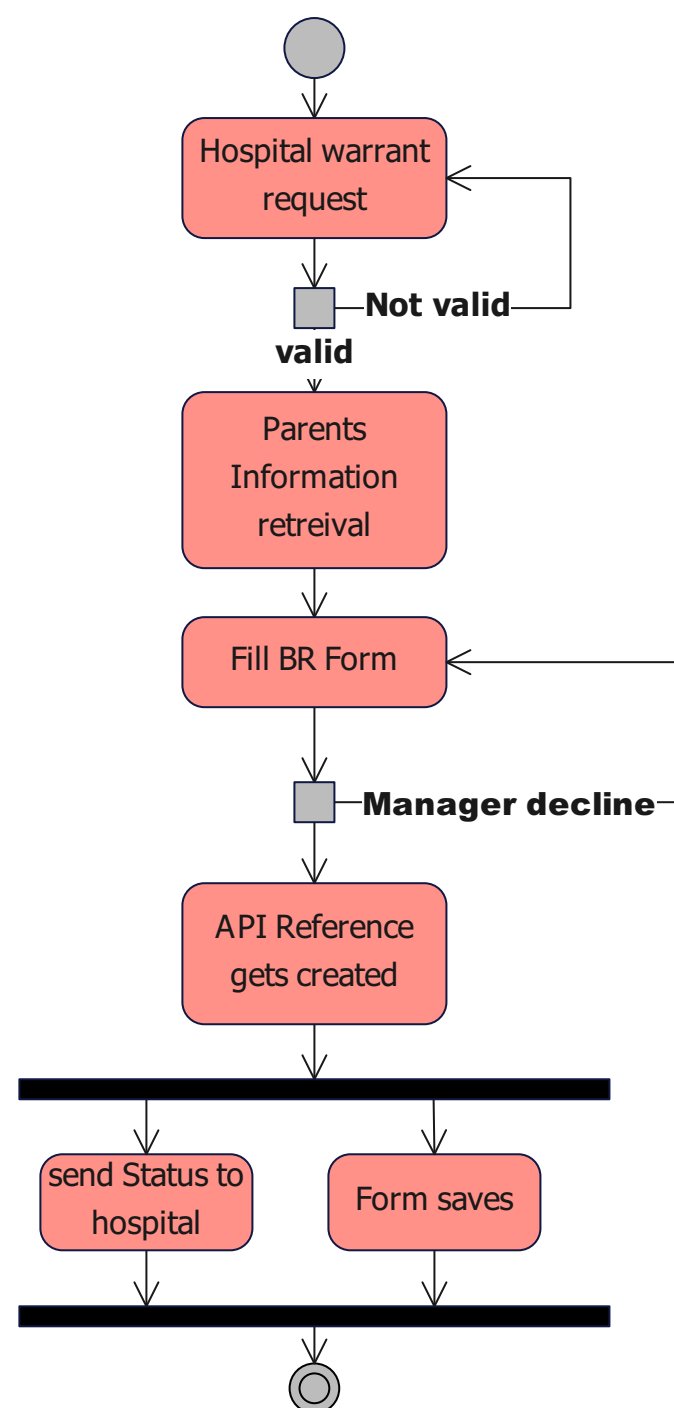 Hospital warrant
request
Not valid
valid
Parents
Information
retreival
Fill BR Form
Manager decline
API Reference
gets created
send Status to
hospital
Form saves